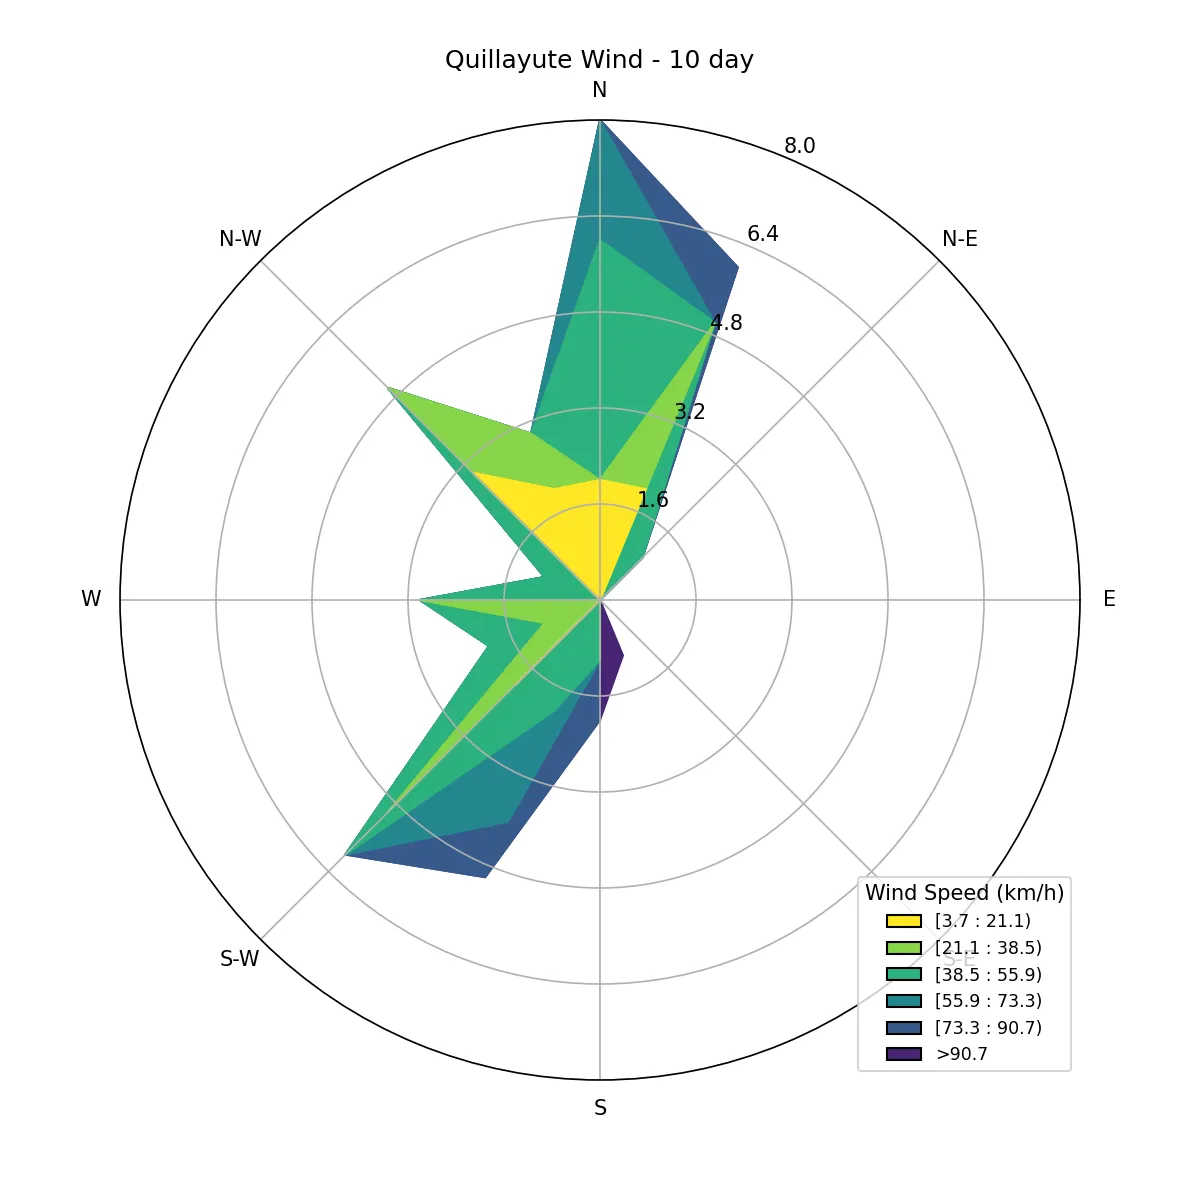 Quillayute Wind - 10 day
N
8.0
N-W
6.4
N-E
4.8
3.2
1.6
W
E
S-W
S-E
S
Wind Speed (km/h)
[3.7 : 21.1)
[21.1 : 38.5)
[38.5 : 55.9)
[55.9 : 73.3)
[73.3 : 90.7)
>90.7